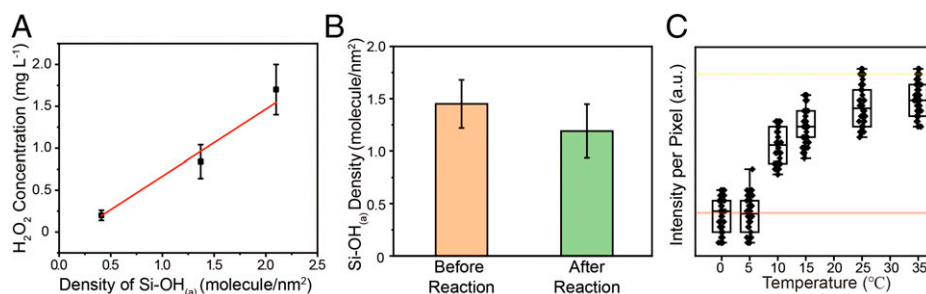 A
H₂O₂ Concentration (mg L⁻¹)
2.0
1.5
1.0
0.5
0
0.0 0.5 1.0 1.5 2.0 2.5
Density of Si-OH₍ₐ₎ (molecule/nm²)
B
Si-OH₍ₐ₎ Density (molecule/nm²)
2.0
1.5
1.0
0.5
0
Before Reaction
After Reaction
C
Intensity per Pixel (a.u.)
0 5 10 15 20 25 30 35
Temperature (℃)